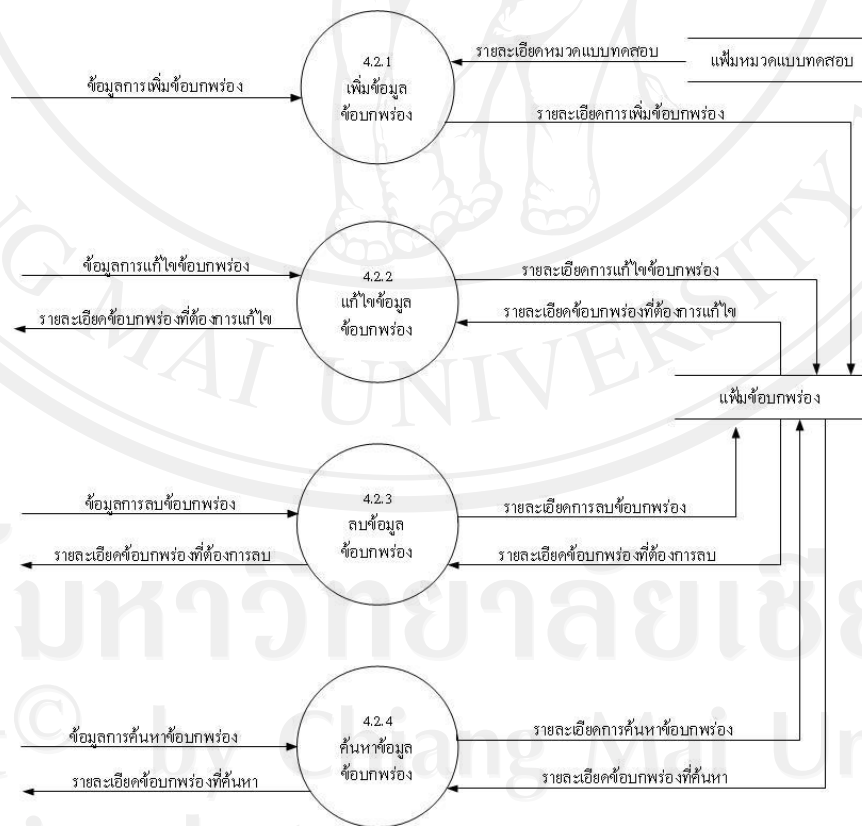 4.2.1
เพิ่มข้อมูล
ข้อบกพร่อง
รายละเอียดหมวดแบบทดสอบ
แฟ้มหมวดแบบทดสอบ
ข้อมูลการเพิ่มข้อบกพร่อง
รายละเอียดการเพิ่มข้อบกพร่อง
ข้อมูลการแก้ไขข้อบกพร่อง
4.2.2
แก้ไขข้อมูล
ข้อบกพร่อง
รายละเอียดการแก้ไขข้อบกพร่อง
รายละเอียดข้อบกพร่องที่ต้องการแก้ไข
รายละเอียดข้อบกพร่องที่ต้องการแก้ไข
แฟ้มข้อบกพร่อง
ข้อมูลการลบข้อบกพร่อง
4.2.3
ลบข้อมูล
ข้อบกพร่อง
รายละเอียดการลบข้อบกพร่อง
รายละเอียดข้อบกพร่องที่ต้องการลบ
รายละเอียดข้อบกพร่องที่ต้องการลบ
ข้อมูลการค้นหาข้อบกพร่อง
4.2.4
ค้นหาข้อมูล
ข้อบกพร่อง
รายละเอียดการค้นหาข้อบกพร่อง
รายละเอียดข้อบกพร่องที่ค้นหา
รายละเอียดข้อบกพร่องที่ค้นหา
MAI UNIVERSITY
มหาวิทยาลัย
© by Chiang Mai